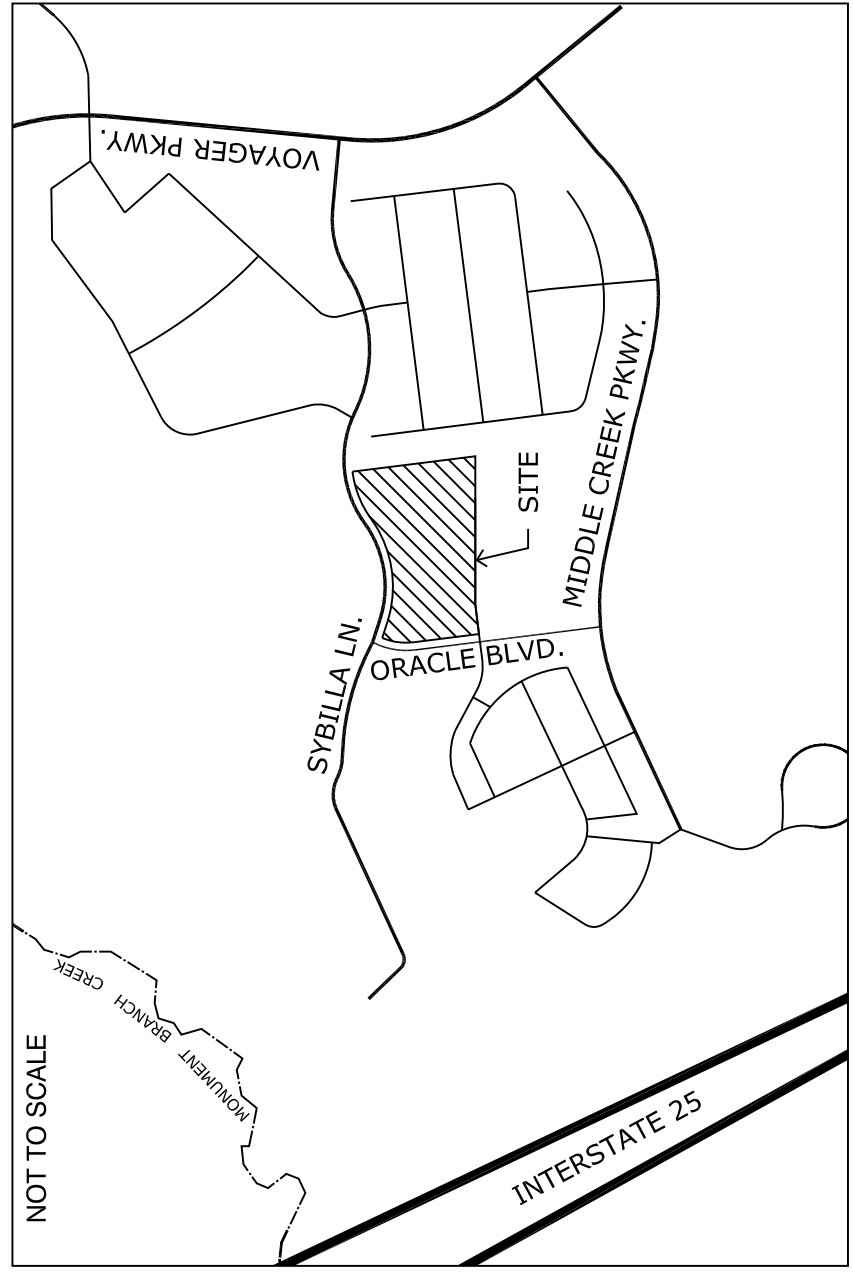 VOYAGER PKWY.
MIDDLE CREEK PKWY.
SITE
SYBILLA LN.
ORACLE BLVD.
MONUMENT BRANCH CREEK
INTERSTATE 25
NOT TO SCALE